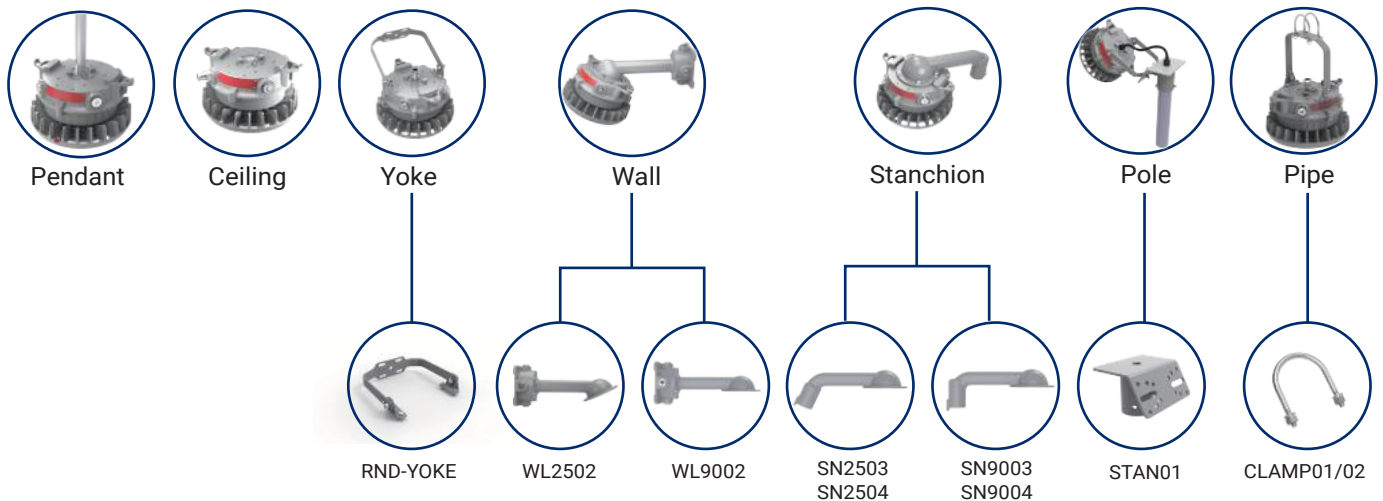 Pendant
Ceiling
Yoke
Wall
Stanchion
Pole
Pipe
RND-YOKE
WL2502
WL9002
SN2503
SN2504
SN9003
SN9004
STAN01
CLAMP01/02